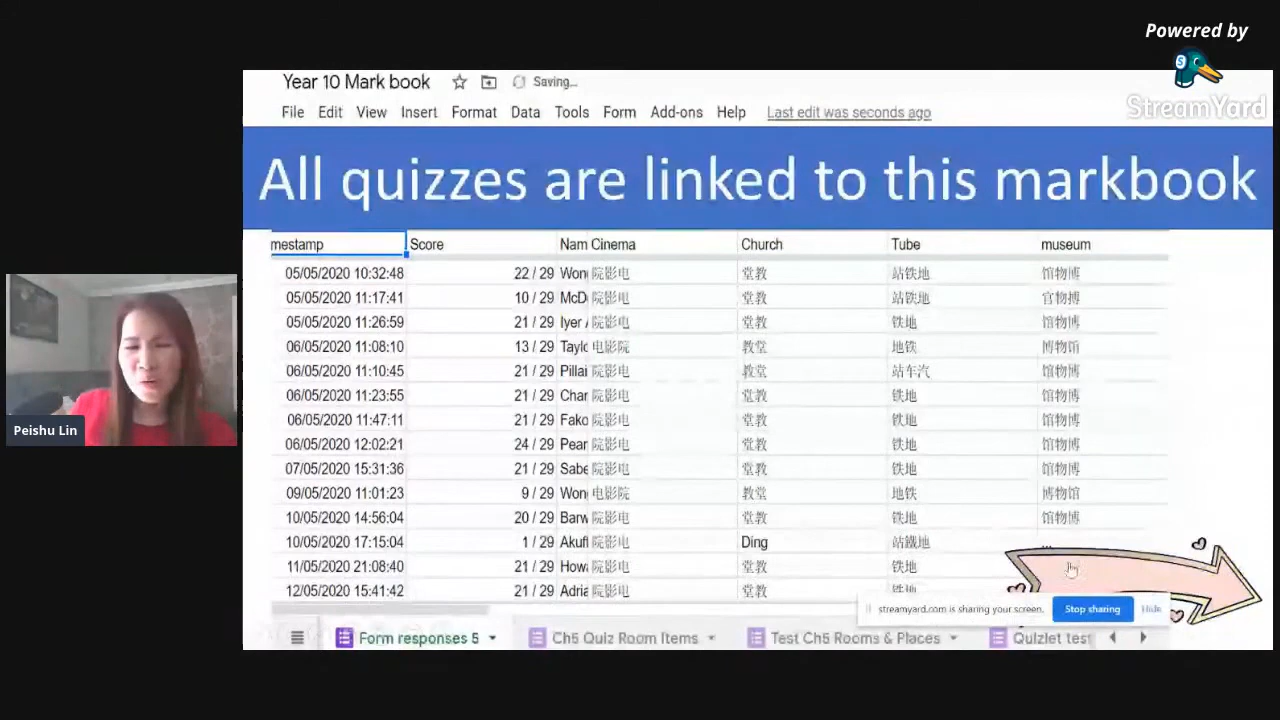 Powered by
StreamYard
Year 10 Mark book Saving...
File Edit View Insert Format Data Tools Form Add-ons Help Last edit was seconds ago
All quizzes are linked to this markbook
mestamp Score Nam Cinema Church Tube museum
05/05/2020 10:32:48 22 / 29 Won 院影电 堂教 站铁地 馆物博
05/05/2020 11:17:41 10 / 29 McD 院影电 堂教 站铁地 官物搏
05/05/2020 11:26:59 21 / 29 Iyer 院影电 堂教 铁地 馆物博
06/05/2020 11:08:10 13 / 29 Taylo 电影院 教堂 地铁 博物馆
06/05/2020 11:10:45 21 / 29 Pillai 院影电 教堂 站车汽 馆物博
06/05/2020 11:23:55 21 / 29 Char 院影电 堂教 铁地 馆物博
06/05/2020 11:47:11 21 / 29 Fako 院影电 堂教 铁地 馆物博
06/05/2020 12:02:21 24 / 29 Pear 院影电 堂教 铁地 馆物博
07/05/2020 15:31:36 21 / 29 Sabe 院影电 堂教 铁地 馆物博
09/05/2020 11:01:23 9 / 29 Won 电影院 教堂 地铁 博物馆
10/05/2020 14:56:04 20 / 29 Barw 院影电 堂教 铁地 馆物博
10/05/2020 17:15:04 1 / 29 Akuf 院影电 Ding 站鐵地
11/05/2020 21:08:40 21 / 29 How 院影电 堂教 铁地
12/05/2020 15:41:42 21 / 29 Adria 院影电 堂教 铁地
Peishu Lin
streamyard.com is sharing your screen. Stop sharing Hide
Form responses 5 Ch5 Quiz Room Items Test Ch5 Rooms & Places Quizlet test